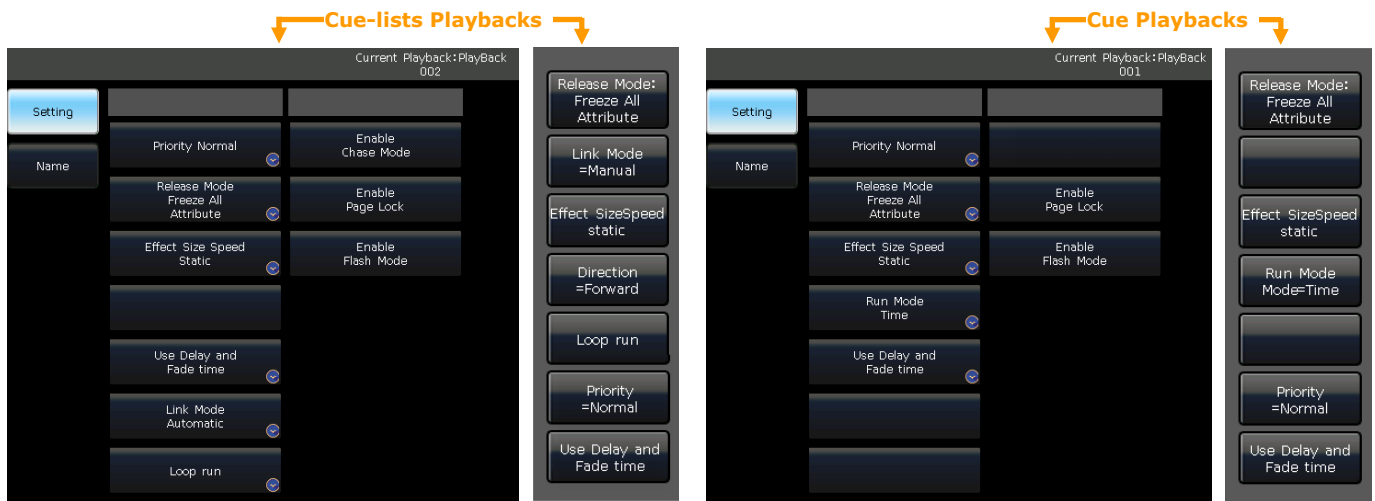 Cue-lists Playbacks
Current Playback:PlayBack
002
Setting
Name
Priority Normal
Release Mode
Freeze All
Attribute
Effect Size Speed
Static
Use Delay and
Fade time
Link Mode
Automatic
Loop run
Enable
Chase Mode
Enable
Page Lock
Enable
Flash Mode
Release Mode:
Freeze All
Attribute
Link Mode
=Manual
Effect SizeSpeed
static
Direction
=Forward
Loop run
Priority
=Normal
Use Delay and
Fade time
Cue Playbacks
Current Playback:PlayBack
001
Setting
Name
Priority Normal
Release Mode
Freeze All
Attribute
Effect Size Speed
Static
Run Mode
Time
Use Delay and
Fade time
Enable
Page Lock
Enable
Flash Mode
Release Mode:
Freeze All
Attribute
Effect SizeSpeed
static
Run Mode
Mode=Time
Priority
=Normal
Use Delay and
Fade time